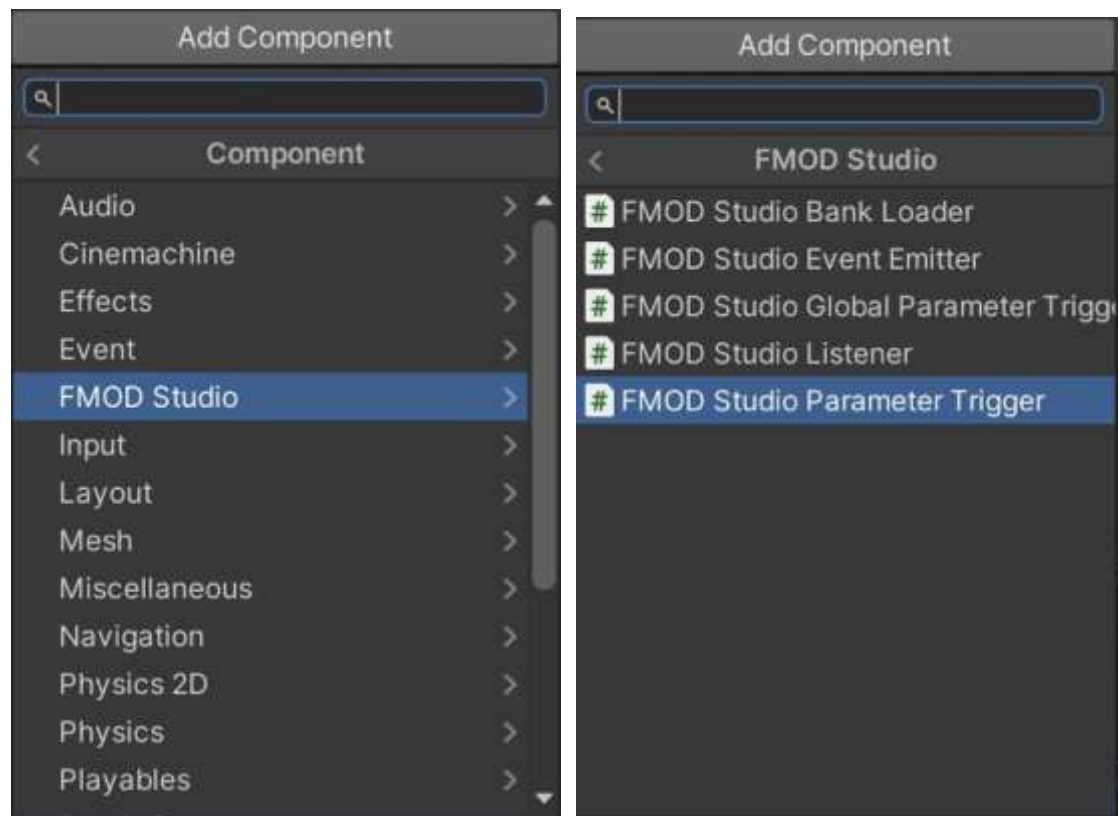 Add Component
Component
Audio
Cinemachine
Effects
Event
FMOD Studio
Input
Layout
Mesh
Miscellaneous
Navigation
Physics 2D
Physics
Playables
Add Component
FMOD Studio
# FMOD Studio Bank Loader
# FMOD Studio Event Emitter
# FMOD Studio Global Parameter Trigg
# FMOD Studio Listener
# FMOD Studio Parameter Trigger